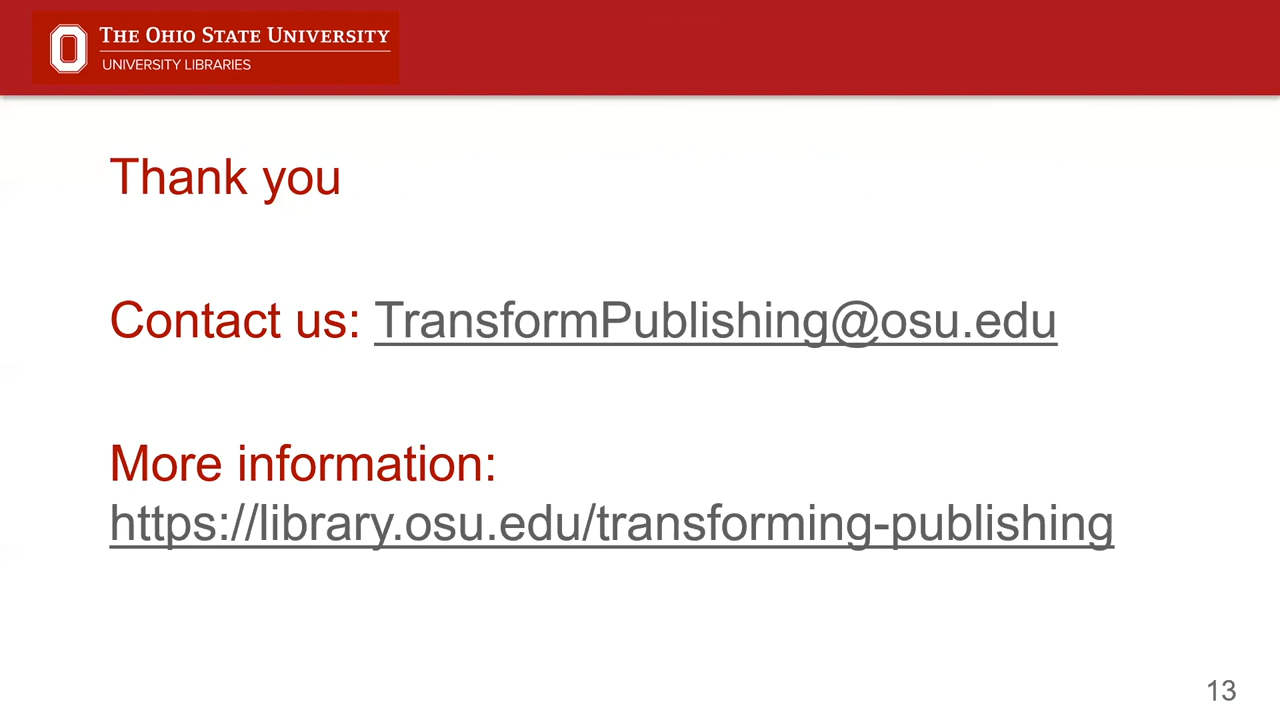 THE OHIO STATE UNIVERSITY
UNIVERSITY LIBRARIES
Thank you
Contact us: TransformPublishing@osu.edu
More information:
https://library.osu.edu/transforming-publishing
13